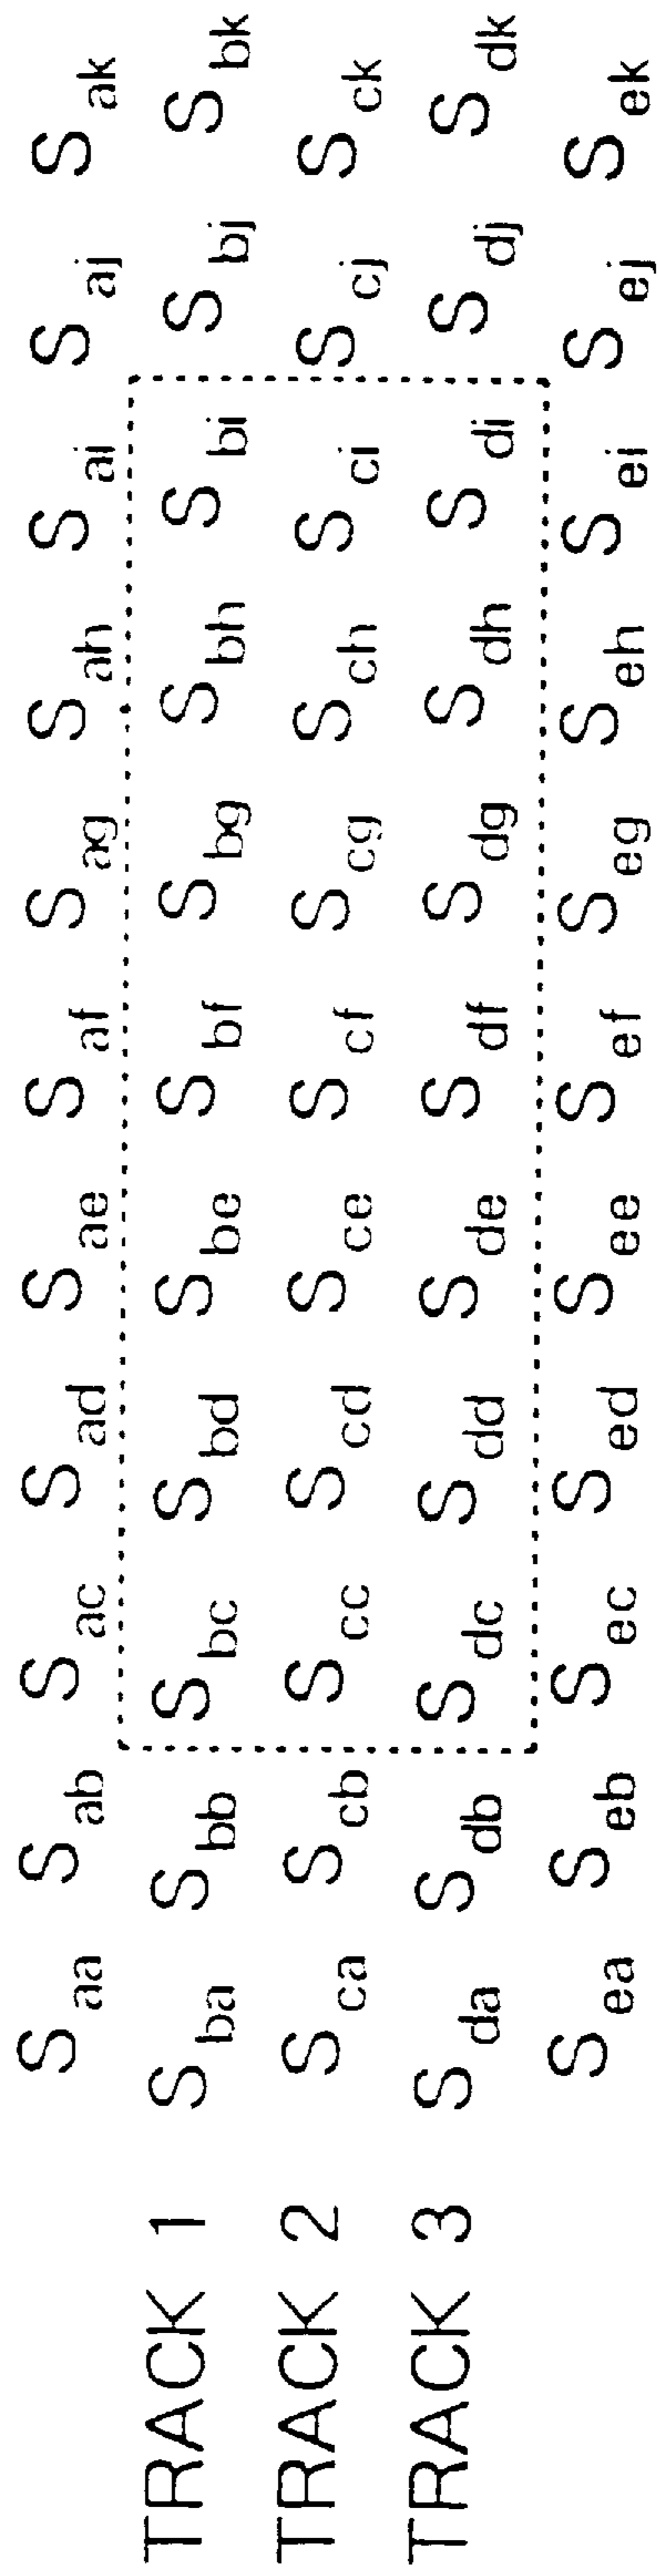 S_aa S_ab S_ac S_ad S_ae S_af S_ag S_ah S_ai S_aj S_ak
TRACK 1 S_ba S_bb S_bc S_bd S_be S_bf S_bg S_bh S_bi S_bj S_bk
TRACK 2 S_ca S_cb S_cc S_cd S_ce S_cf S_cg S_ch S_ci S_cj S_ck
TRACK 3 S_da S_db S_dc S_dd S_de S_df S_dg S_dh S_di S_dj S_dk
S_ea S_eb S_ec S_ed S_ee S_ef S_eg S_eh S_ei S_ej S_ek